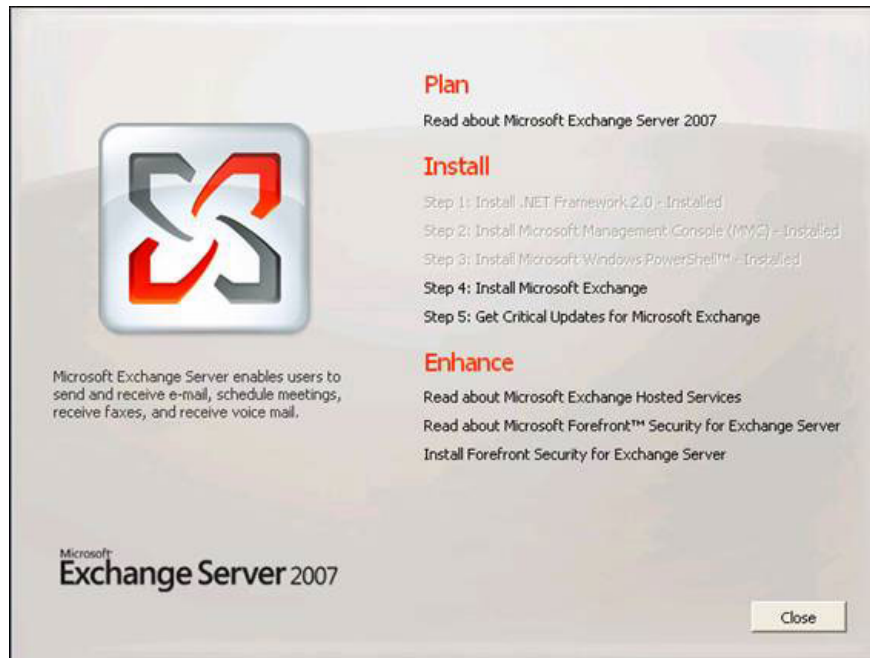 Plan
Read about Microsoft Exchange Server 2007
Install
Step 1: Install .NET Framework 2.0 - Installed
Step 2: Install Microsoft Management Console (MMC) - Installed
Step 3: Install Microsoft Windows PowerShell™ - Installed
Step 4: Install Microsoft Exchange
Step 5: Get Critical Updates for Microsoft Exchange
Enhance
Read about Microsoft Exchange Hosted Services
Read about Microsoft Forefront™ Security for Exchange Server
Install Forefront Security for Exchange Server
Microsoft Exchange Server enables users to
send and receive e-mail, schedule meetings,
receive faxes, and receive voice mail.
Microsoft
Exchange Server 2007
Close